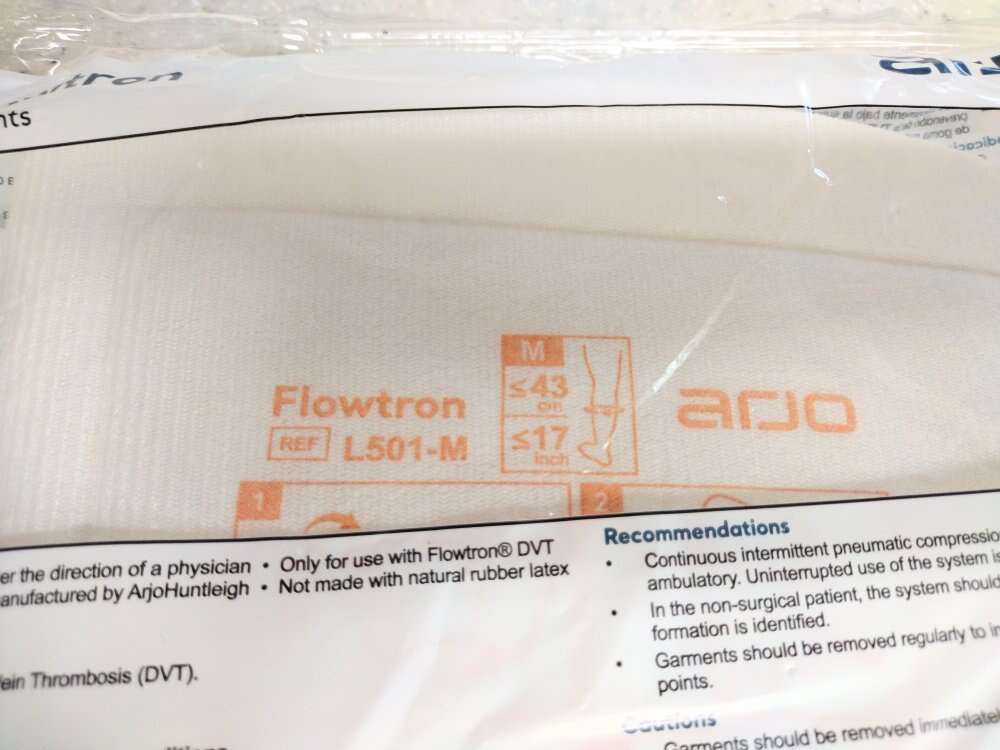 nts
M
≤43
cm
≤17
inch
Flowtron
REF L501-M
arjo
1
2
er the direction of a physician • Only for use with Flowtron® DVT
anufactured by ArjoHuntleigh • Not made with natural rubber latex
ein Thrombosis (DVT).
Recommendations
• Continuous intermittent pneumatic compressio
ambulatory. Uninterrupted use of the system is
• In the non-surgical patient, the system should
formation is identified.
• Garments should be removed regularly to in
points.
Cautions
Garments should be removed immediatel